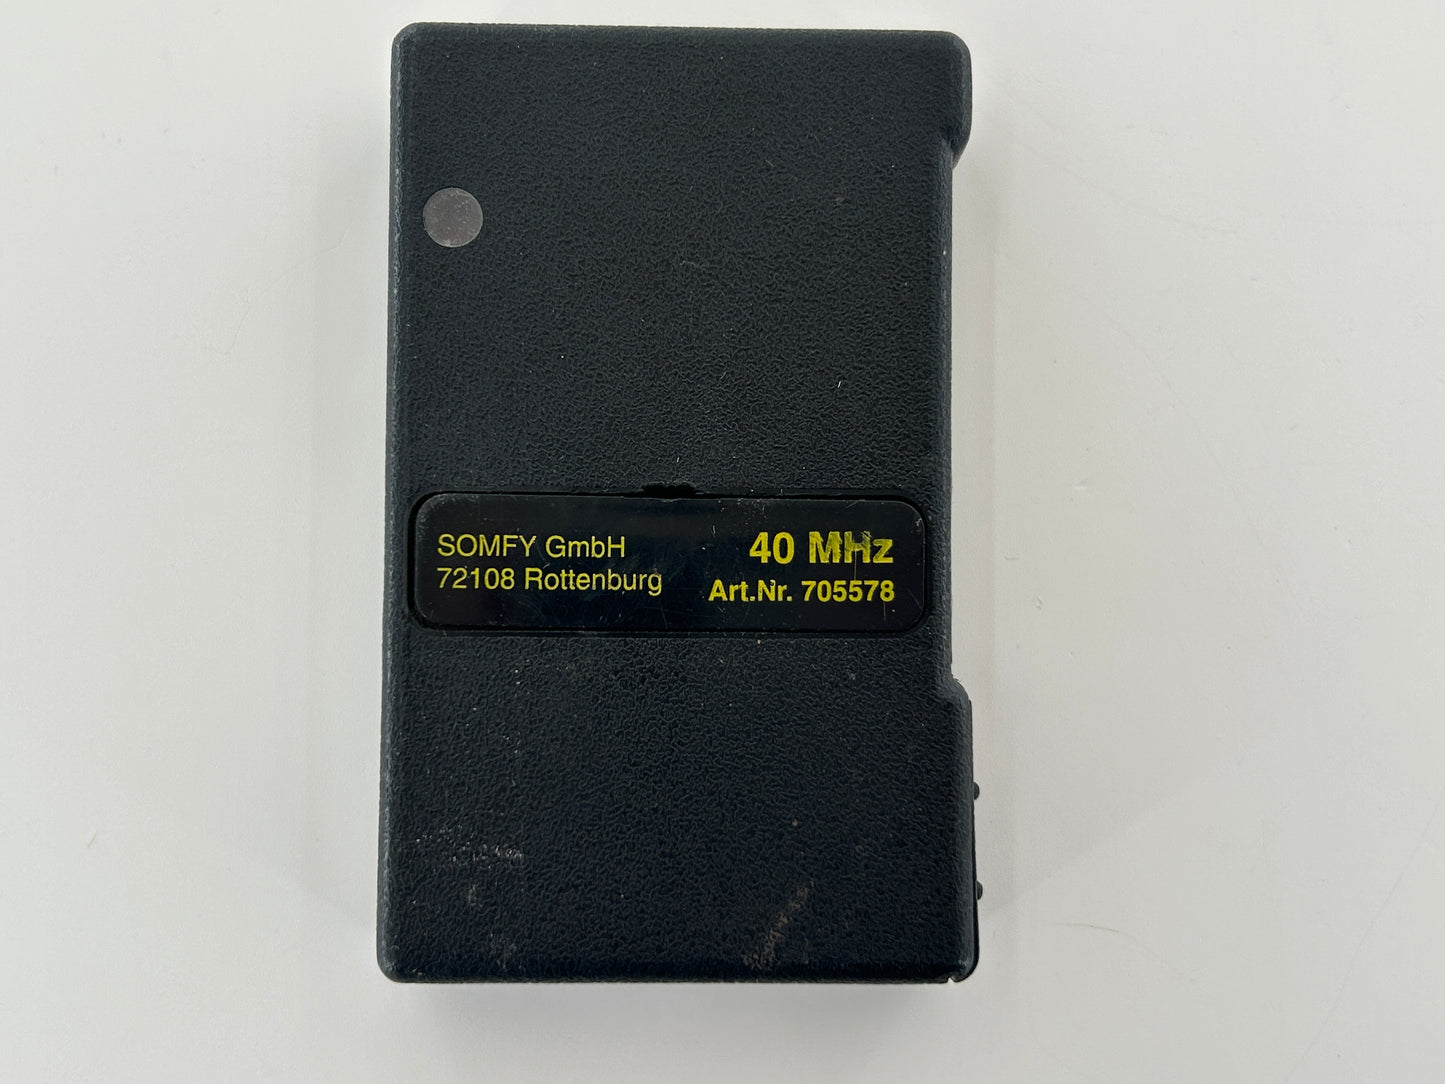 SOMFY GmbH
72108 Rottenburg
40 MHz
Art.Nr. 705578